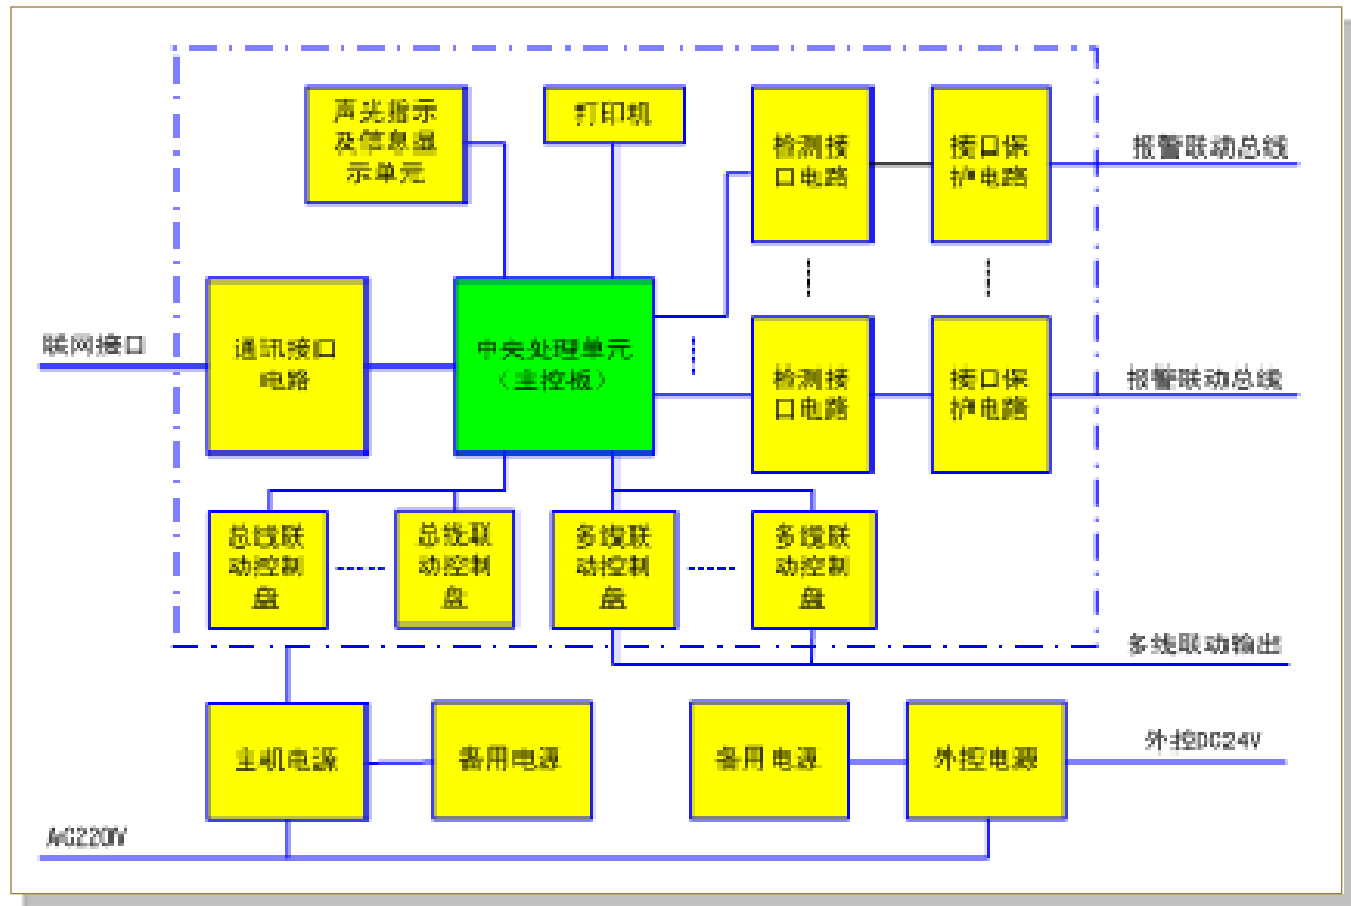 声光指示
及信息显
示单元
打印机
检测接
口电路
接口保
护电路
报警联动总线
联网接口
通讯接口
电路
中央处理单元
（主控板）
检测接
口电路
接口保
护电路
报警联动总线
总线联
动控制
盘
总线联
动控制
盘
多线联
动控制
盘
多线联
动控制
盘
多线联动输出
主机电源
备用电源
备用电源
外控电源
外控DC24V
AC220V